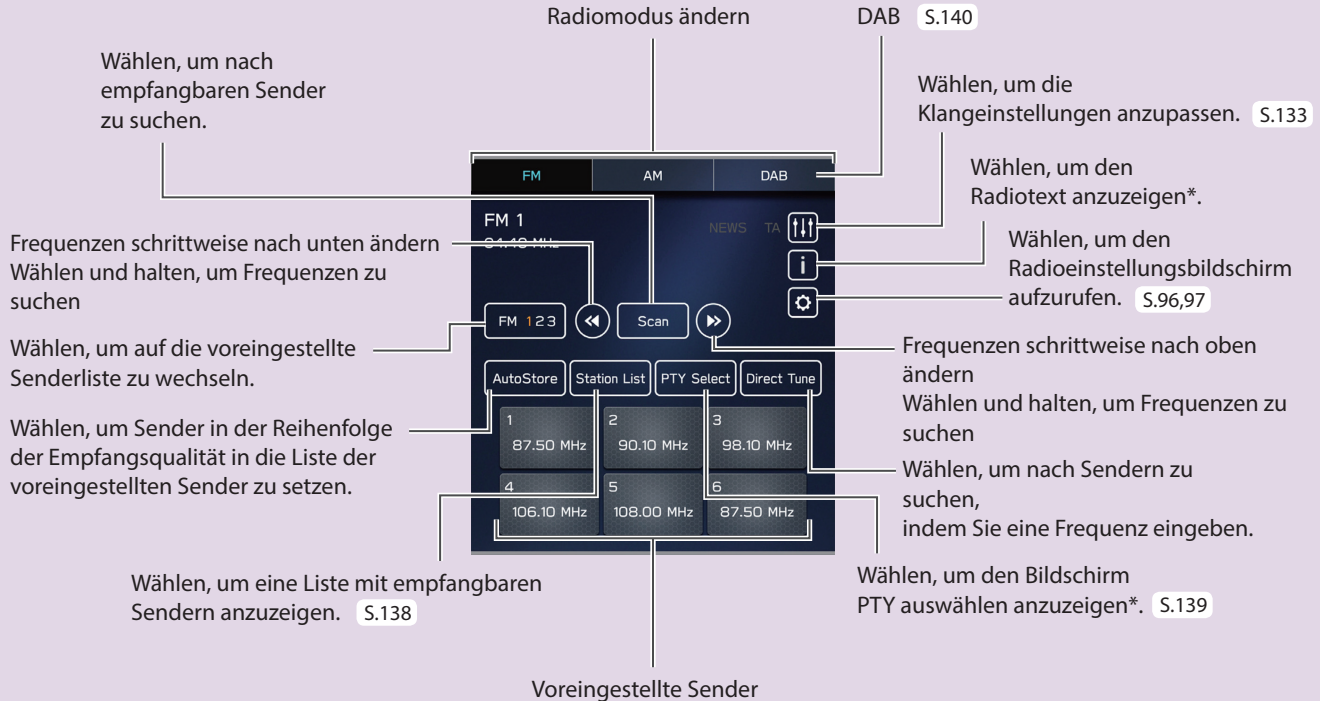 Radiomodus ändern
DAB S.140
Wählen, um nach
empfangbaren Sender
zu suchen.
Wählen, um die
Klangeinstellungen anzupassen. S.133
Wählen, um den
Radiotext anzuzeigen*.
Wählen, um den
Radioeinstellungsbildschirm
aufzurufen. S.96,97
Frequenzen schrittweise nach unten ändern
Wählen und halten, um Frequenzen zu
suchen
Wählen, um auf die voreingestellte
Senderliste zu wechseln.
Wählen, um Sender in der Reihenfolge
der Empfangsqualität in die Liste der
voreingestellten Sender zu setzen.
FM AM DAB
FM 1
NEWS TA
i
FM 123 Scan
AutoStore Station List PTY Select Direct Tune
1 2 3
87.50 MHz 90.10 MHz 98.10 MHz
4 5 6
106.10 MHz 108.00 MHz 87.50 MHz
Frequenzen schrittweise nach oben
ändern
Wählen und halten, um Frequenzen zu
suchen
Wählen, um nach Sendern zu
suchen,
indem Sie eine Frequenz eingeben.
Wählen, um eine Liste mit empfangbaren
Sendern anzuzeigen. S.138
Wählen, um den Bildschirm
PTY auswählen anzuzeigen*. S.139
Voreingestellte Sender